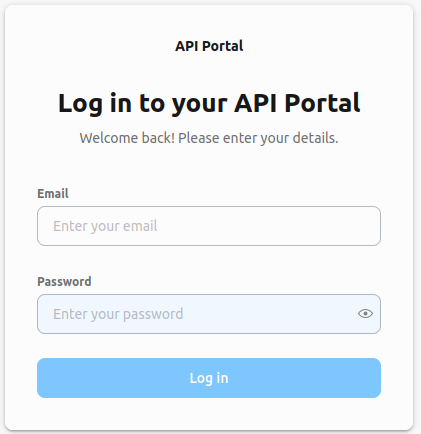 API Portal
Log in to your API Portal
Welcome back! Please enter your details.
Email
Enter your email
Password
Enter your password
Log in